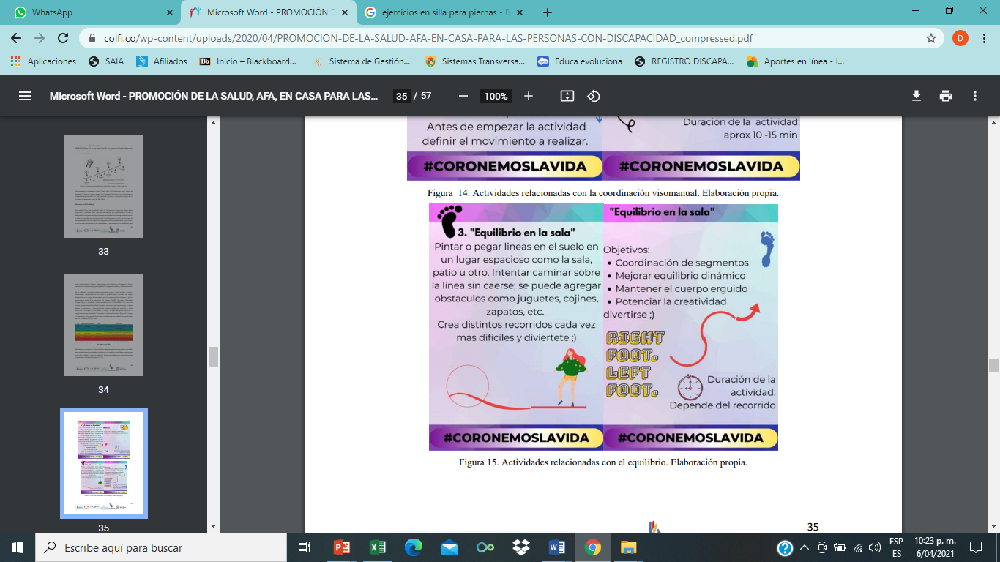 WhatsApp
Microsoft Word - PROMOCIÓN D
ejercicios en silla para piernas - B
colfi.co/wp-content/uploads/2020/04/PROMOCION-DE-LA-SALUD-AFA-EN-CASA-PARA-LAS-PERSONAS-CON-DISCAPACIDAD_compressed.pdf
D
Aplicaciones
SAIA
Afiliados
Bb
Inicio – Blackboard...
Sistema de Gestión...
Sistemas Transversa...
Educa evoluciona
REGISTRO DISCAPA...
Aportes en línea - I...
Microsoft Word - PROMOCIÓN DE LA SALUD, AFA, EN CASA PARA LAS...
35 / 57
100%
33
34
35
Antes de empezar la actividad
definir el movimiento a realizar.
#CORONEMOSLAVIDA
Duración de la actividad:
aprox 10 -15 min
#CORONEMOSLAVIDA
Figura 14. Actividades relacionadas con la coordinación visomanual. Elaboración propia.
3. "Equilibrio en la sala"
Pintar o pegar lineas en el suelo en
un lugar espacioso como la sala,
patio u otro. Intentar caminar sobre
la linea sin caerse; se puede agregar
obstaculos como juguetes, cojines,
zapatos, etc.
Crea distintos recorridos cada vez
mas dificiles y diviertete ;)
#CORONEMOSLAVIDA
"Equilibrio en la sala"
Objetivos:
• Coordinación de segmentos
• Mejorar equilibrio dinámico
• Mantener el cuerpo erguido
• Potenciar la creatividad
divertirse ;)
RIGHT
FOOT.
LEFT
FOOT.
Duración de la
actividad:
Depende del recorrido
#CORONEMOSLAVIDA
Figura 15. Actividades relacionadas con el equilibrio. Elaboración propia.
35
Escribe aquí para buscar
ESP
ES
10:23 p. m.
6/04/2021